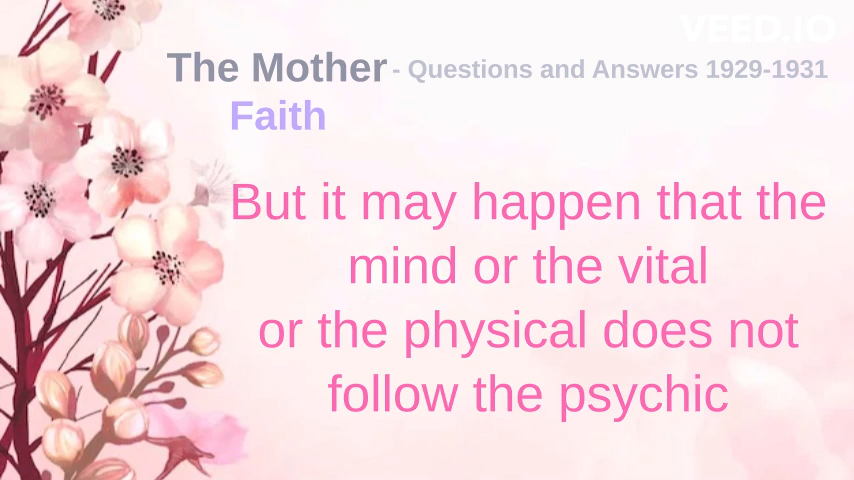 VEED.IO
The Mother - Questions and Answers 1929-1931
Faith
But it may happen that the
mind or the vital
or the physical does not
follow the psychic